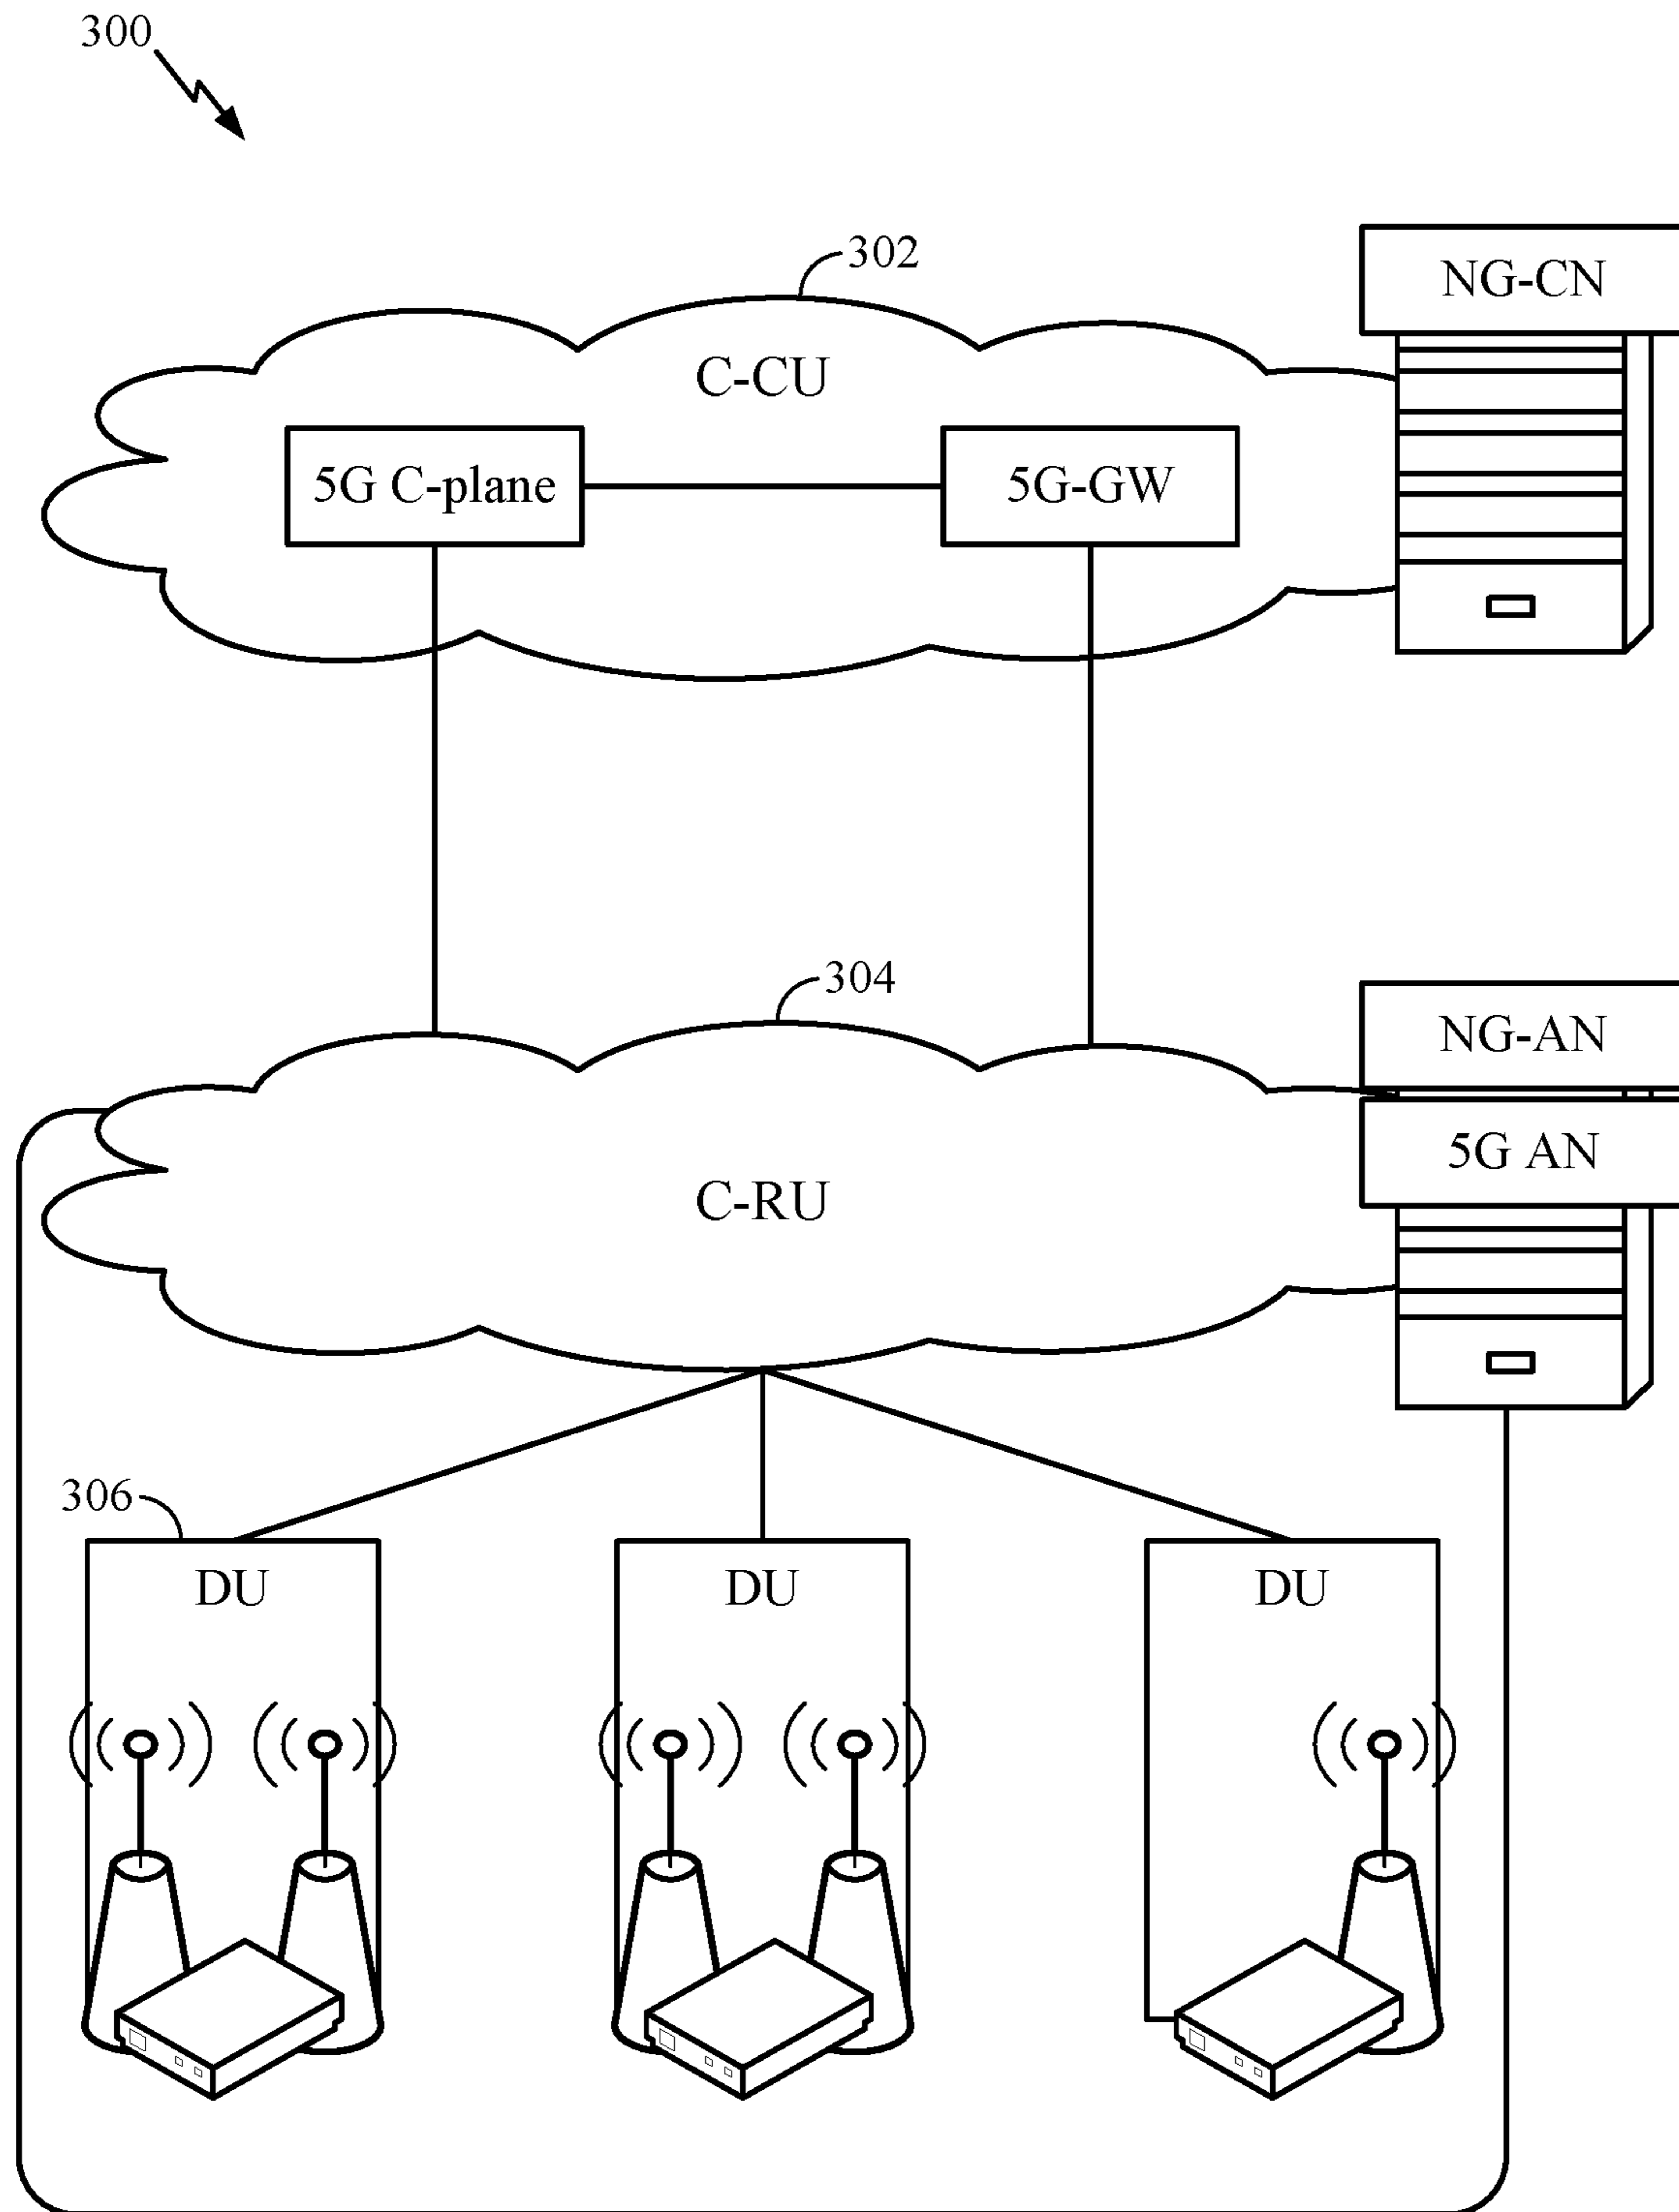 300
302
NG-CN
C-CU
5G C-plane
5G-GW
304
NG-AN
5G AN
C-RU
306
DU
DU
DU